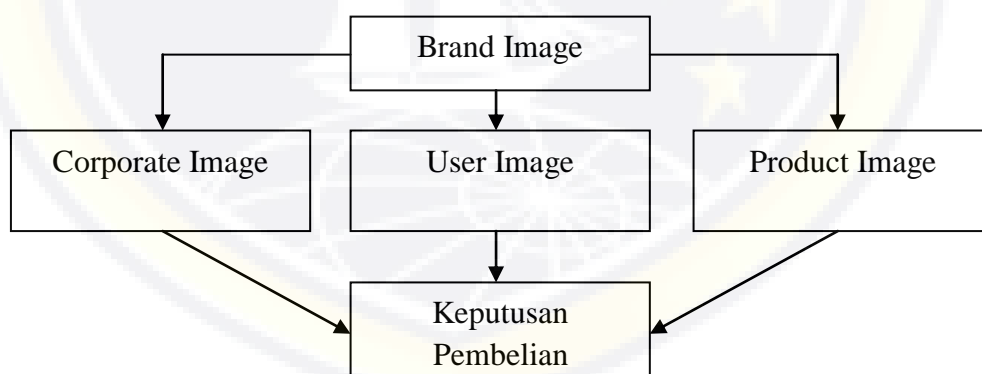 Brand Image
Corporate Image
User Image
Product Image
Keputusan
Pembelian